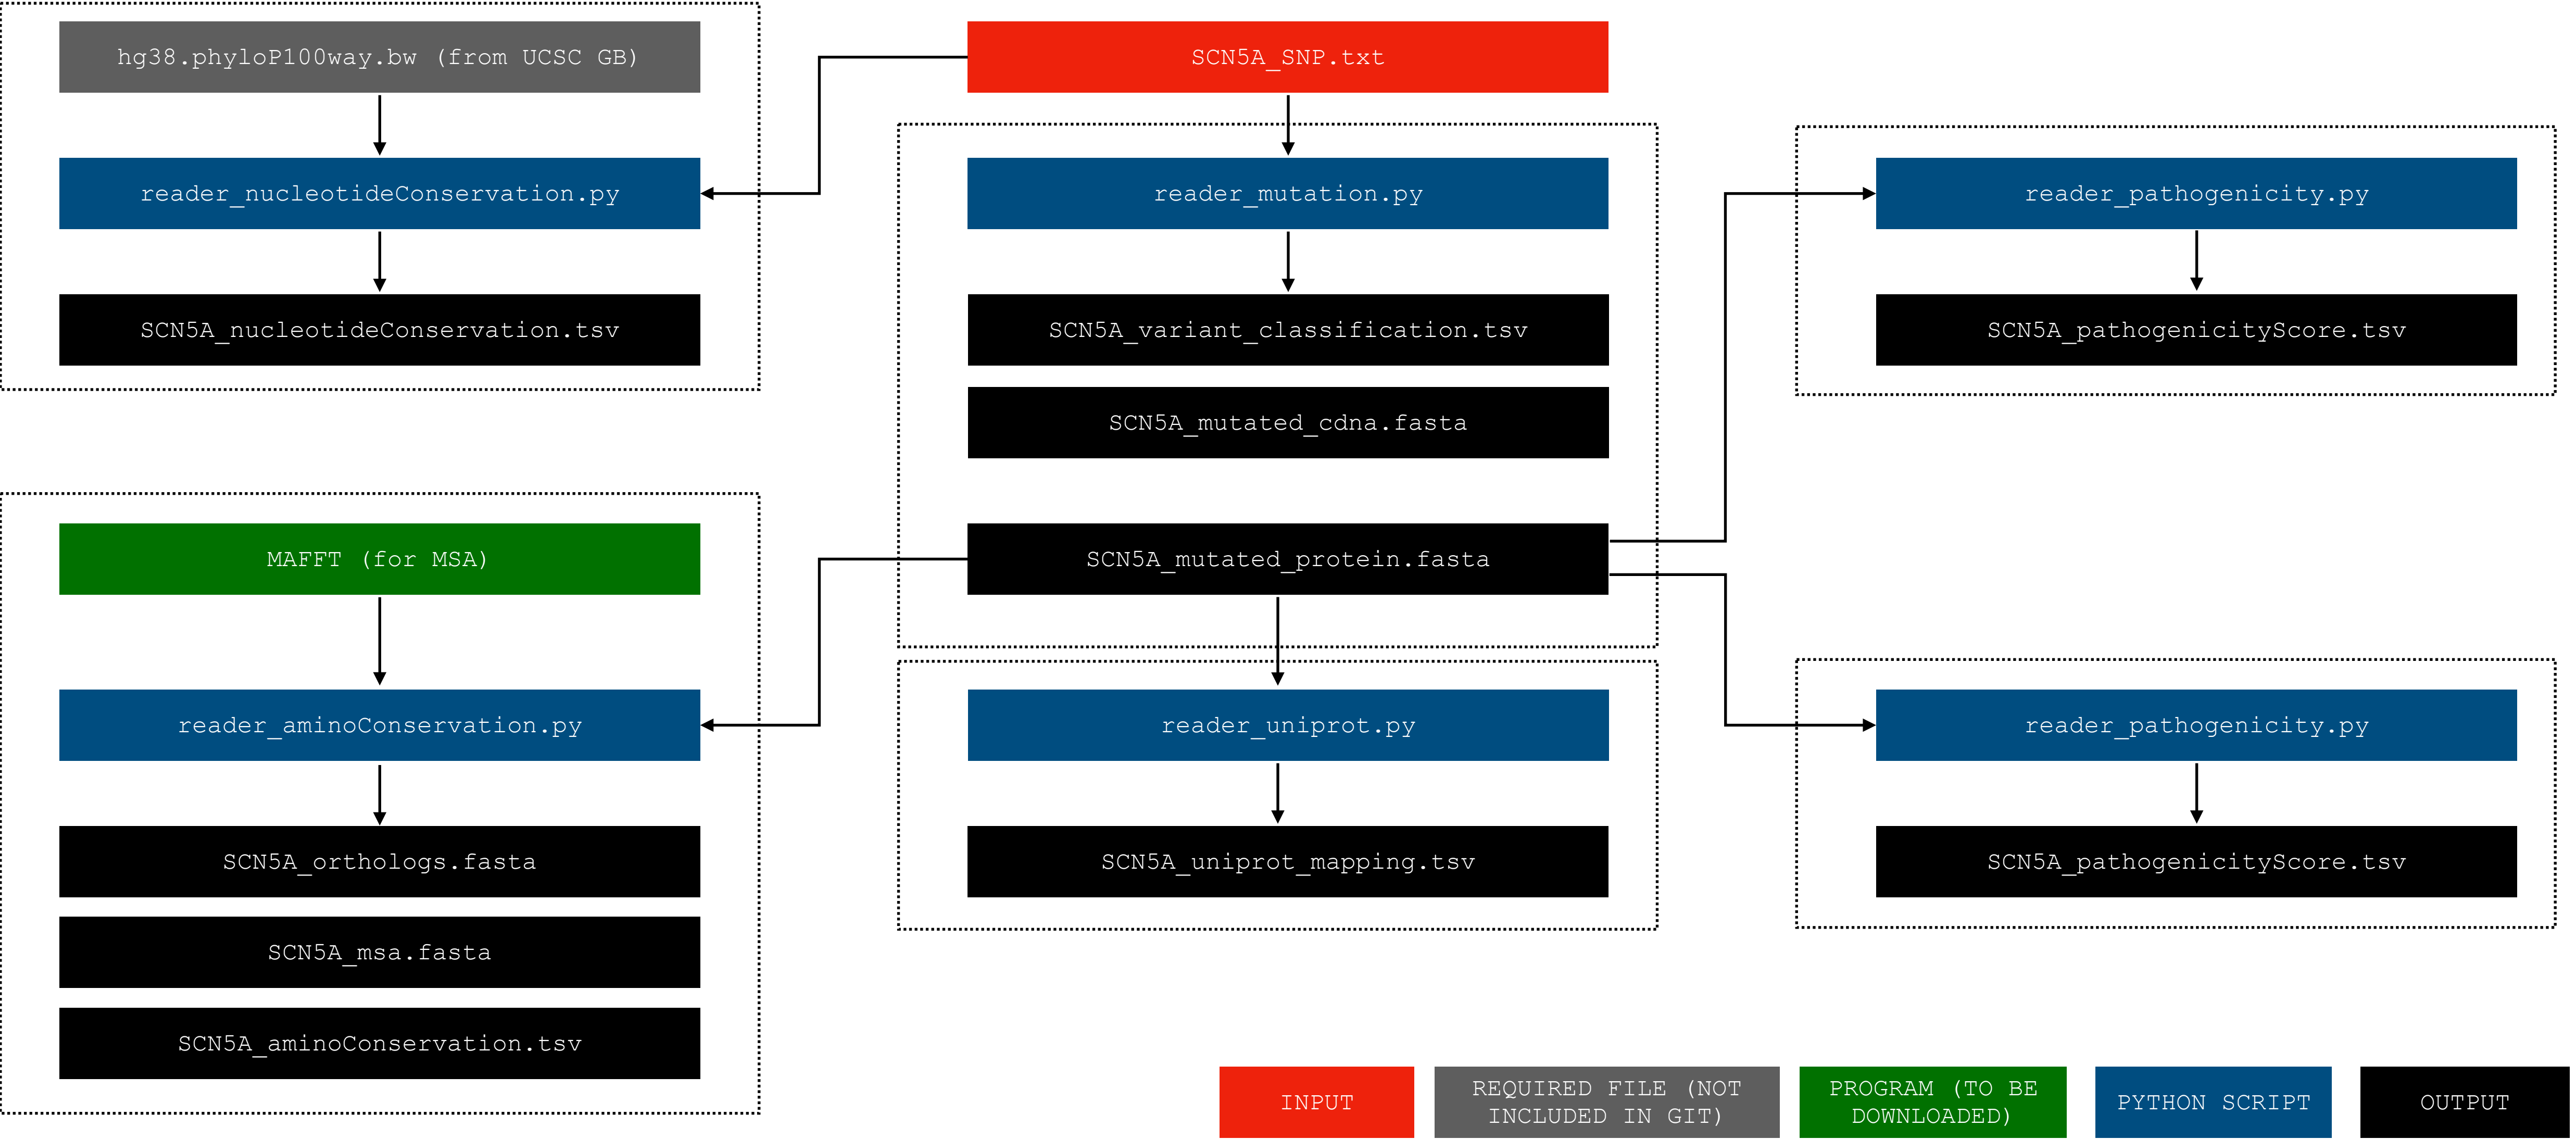 hg38.phyloP100way.bw (from UCSC GB)
SCN5A_SNP.txt
reader_nucleotideConservation.py
reader_mutation.py
reader_pathogenicity.py
SCN5A_nucleotideConservation.tsv
SCN5A_variant_classification.tsv
SCN5A_pathogenicityScore.tsv
SCN5A_mutated_cdna.fasta
MAFFT (for MSA)
SCN5A_mutated_protein.fasta
reader_aminoConservation.py
reader_uniprot.py
reader_pathogenicity.py
SCN5A_orthologs.fasta
SCN5A_uniprot_mapping.tsv
SCN5A_pathogenicityScore.tsv
SCN5A_msa.fasta
SCN5A_aminoConservation.tsv
INPUT
REQUIRED FILE (NOT
INCLUDED IN GIT)
PROGRAM (TO BE
DOWNLOADED)
PYTHON SCRIPT
OUTPUT